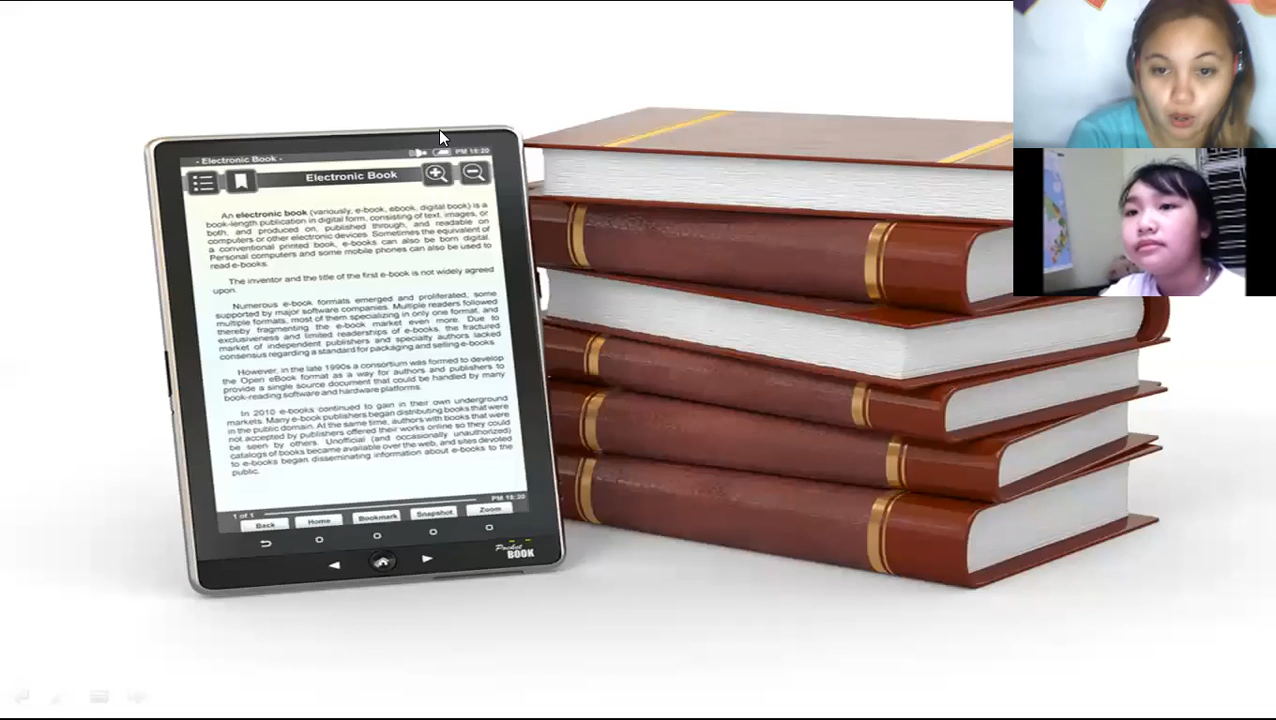 - Electronic Book -
PM 18:20
Electronic Book
An electronic book (variously, e-book, ebook, digital book) is a
book-length publication in digital form, consisting of text, images, or
both, and produced on, published through, and readable on
computers or other electronic devices. Sometimes the equivalent of
a conventional printed book, e-books can also be born digital.
Personal computers and some mobile phones can also be used to
read e-books.
The inventor and the title of the first e-book is not widely agreed
upon.
Numerous e-book formats emerged and proliferated, some
supported by major software companies. Multiple readers followed
multiple formats, most of them specializing in only one format, and
thereby fragmenting the e-book market even more. Due to
exclusiveness and limited readerships of e-books, the fractured
market of independent publishers and specialty authors lacked
consensus regarding a standard for packaging and selling e-books.
However, in the late 1990s a consortium was formed to develop
the Open eBook format as a way for authors and publishers to
provide a single source document that could be handled by many
book-reading software and hardware platforms.
In 2010 e-books continued to gain in their own underground
markets. Many e-book publishers began distributing books that were
in the public domain. At the same time, authors with books that were
not accepted by publishers offered their works online so they could
be seen by others. Unofficial (and occasionally unauthorized)
catalogs of books became available over the web, and sites devoted
to e-books began disseminating information about e-books to the
public.
1 of 1
PM 18:20
Back
Home
Bookmark
Snapshot
Zoom
Pocket
BOOK